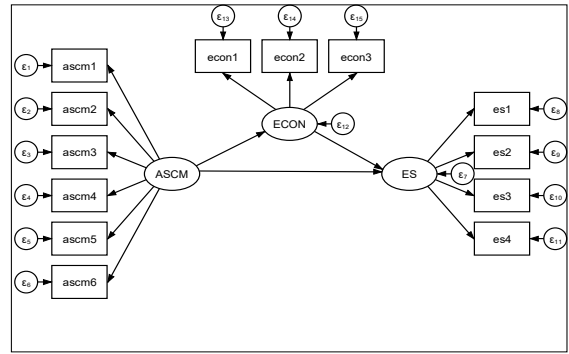 ε13 ε14 ε15
econ1 econ2 econ3
ε1 ascm1
ε2 ascm2
ε3 ascm3
ε4 ascm4
ε5 ascm5
ε6 ascm6
ASCM
ECON ε12
ES ε7
es1 ε8
es2 ε9
es3 ε10
es4 ε11